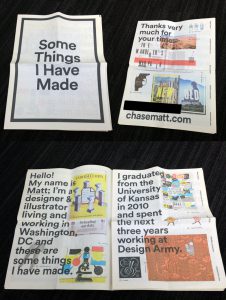 Some
Things
I Have
Made
Thanks very
much for
your time
chasematt.com
Hello!
My name is
Matt; I'm a
designer &
illustrator
living and
working in
Washington,
DC and
these are
some things
I have made.
I graduated
from the
University
of Kansas
in 2010
and spent
the next
three years
working at
Design Army.